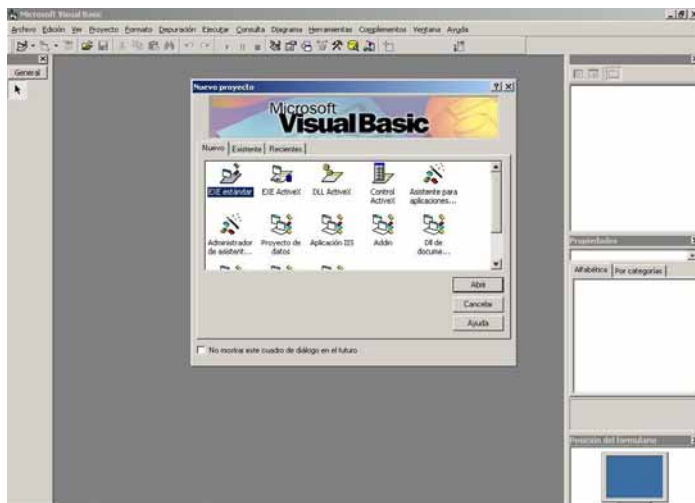 Microsoft Visual Basic
Archivo Edición Ver Proyecto Formato Depuración Ejecutar Consulta Diagrama Herramientas Complementos Ventana Ayuda
General
Nuevo proyecto
Microsoft
Visual Basic
Nuevo Existente Recientes
EXE estándar EXE ActiveX DLL ActiveX Control ActiveX Asistente para aplicaciones...
Administrador de asistent... Proyecto de datos Aplicación IIS Addin Dll de docume...
Abrir
Cancelar
Ayuda
No mostrar este cuadro de diálogo en el futuro
Propiedades
Alfabética Por categorías
Posición del formulario